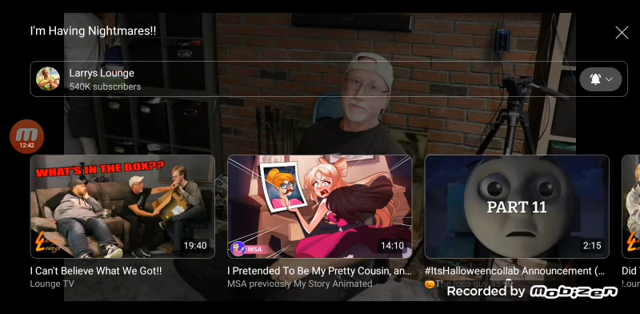 I'm Having Nightmares!!
Larrys Lounge
540K subscribers
12:42
WHAT'S IN THE BOX??
19:40
MSA
14:10
PART 11
2:15
I Can't Believe What We Got!!
Lounge TV
I Pretended To Be My Pretty Cousin, an...
MSA previously My Story Animated
#ItsHalloweencollab Announcement (...
Did
Recorded by Mobizen